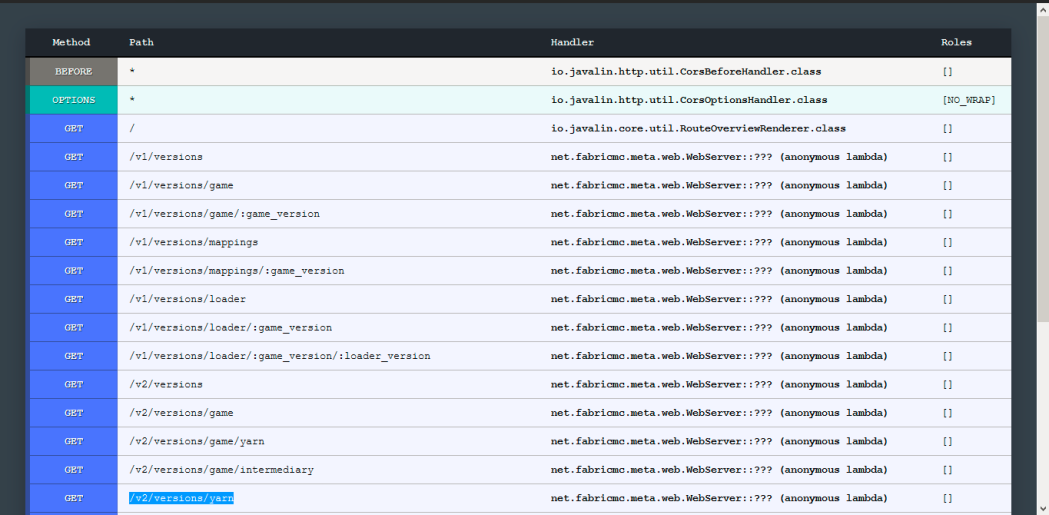 Method Path Handler Roles
BEFORE * io.javalin.http.util.CorsBeforeHandler.class []
OPTIONS * io.javalin.http.util.CorsOptionsHandler.class [NO_WRAP]
GET / io.javalin.core.util.RouteOverviewRenderer.class []
GET /v1/versions net.fabricmc.meta.web.WebServer::??? (anonymous lambda) []
GET /v1/versions/game net.fabricmc.meta.web.WebServer::??? (anonymous lambda) []
GET /v1/versions/game/:game_version net.fabricmc.meta.web.WebServer::??? (anonymous lambda) []
GET /v1/versions/mappings net.fabricmc.meta.web.WebServer::??? (anonymous lambda) []
GET /v1/versions/mappings/:game_version net.fabricmc.meta.web.WebServer::??? (anonymous lambda) []
GET /v1/versions/loader net.fabricmc.meta.web.WebServer::??? (anonymous lambda) []
GET /v1/versions/loader/:game_version net.fabricmc.meta.web.WebServer::??? (anonymous lambda) []
GET /v1/versions/loader/:game_version/:loader_version net.fabricmc.meta.web.WebServer::??? (anonymous lambda) []
GET /v2/versions net.fabricmc.meta.web.WebServer::??? (anonymous lambda) []
GET /v2/versions/game net.fabricmc.meta.web.WebServer::??? (anonymous lambda) []
GET /v2/versions/game/yarn net.fabricmc.meta.web.WebServer::??? (anonymous lambda) []
GET /v2/versions/game/intermediary net.fabricmc.meta.web.WebServer::??? (anonymous lambda) []
GET /v2/versions/yarn net.fabricmc.meta.web.WebServer::??? (anonymous lambda) []